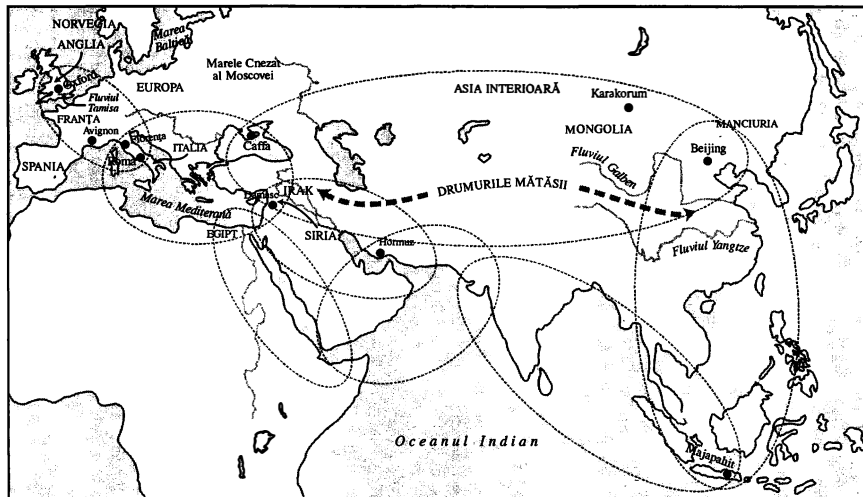 NORVEGIA
Marea
Baltică
ANGLIA
Oxford
Fluviul
Tamisa
EUROPA
Marele Cnezat
al Moscovei
FRANȚA
Avignon
Florența
ITALIA
Roma
SPANIA
Caffa
ASIA INTERIOARĂ
Karakorum
MONGOLIA
MANCIURIA
Beijing
Fluviul Galben
DRUMURILE MĂTĂSII
Fluviul Yangtze
Marea Mediterană
Damasc
IRAK
SIRIA
EGIPT
Hormuz
Oceanul Indian
Majapahit